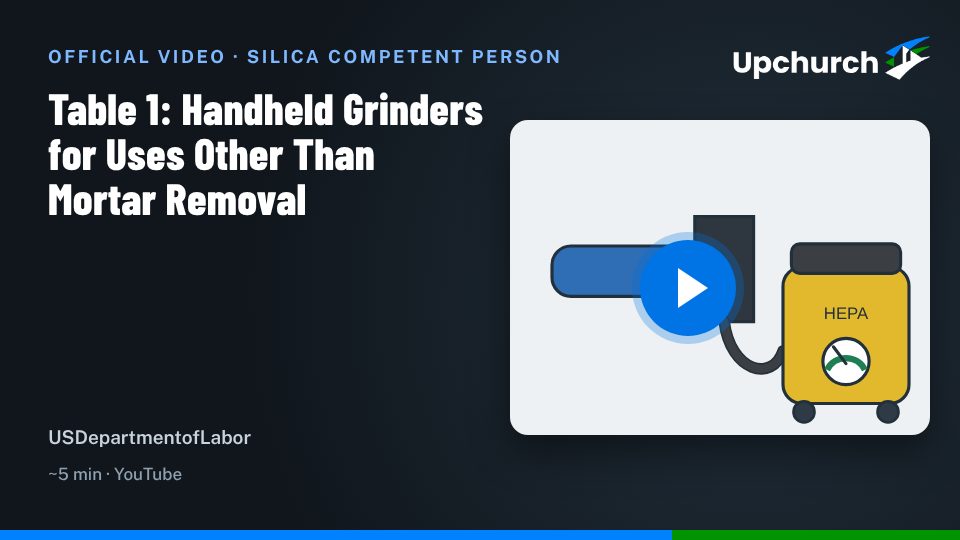 OFFICIAL VIDEO · SILICA COMPETENT PERSON
Upchurch
Table 1: Handheld Grinders
for Uses Other Than
Mortar Removal
HEPA
USDepartmentofLabor
~5 min · YouTube